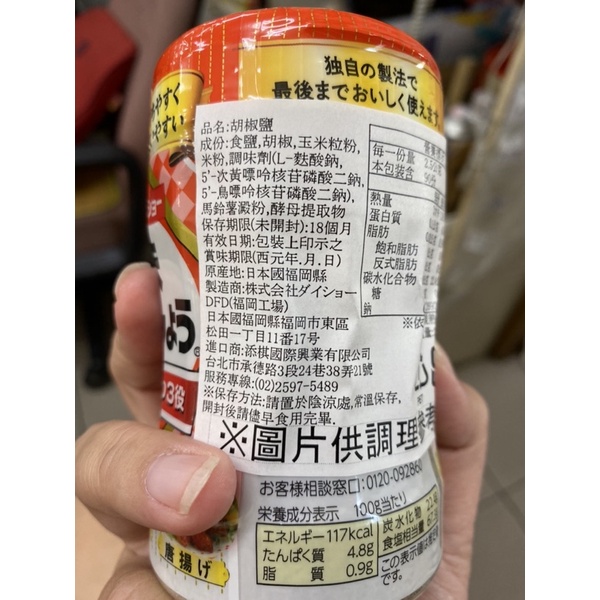 独自の製法で
最後までおいしく使えます
やすく
やすい
品名:胡椒鹽
成份:食鹽,胡椒,玉米粒粉,
米粉,調味劑(L-麩酸鈉,
5'-次黃嘌呤核苷磷酸二鈉,
5'-鳥嘌呤核苷磷酸二鈉),
馬鈴薯澱粉,酵母提取物
保存期限(未開封):18個月
有效日期:包裝上印示之
賞味期限(西元年.月.日)
原産地:日本國福岡縣
製造商:株式会社ダイショー
DFD(福岡工場)
日本國福岡縣福岡市東區
松田一丁目11番17号
進口商:添棋國際興業有限公司
台北市承德路3段24巷38弄21號
服務專線:(02)2597-5489
※保存方法:請置於陰涼處,常溫保存,
開封後請儘早食用完畢.
每一份量
本包裝含
熱量
蛋白質
脂肪
飽和脂肪
反式脂肪
碳水化合物
糖
鈉
※圖片供調理
ょう
3役
唐揚げ
お客様相談窓口:0120-092860
栄養成分表示 100g当たり
エネルギー117kcal
たんぱく質 4.8g
脂質 0.9g
炭水化物
食塩相当量
この表示値は
です。